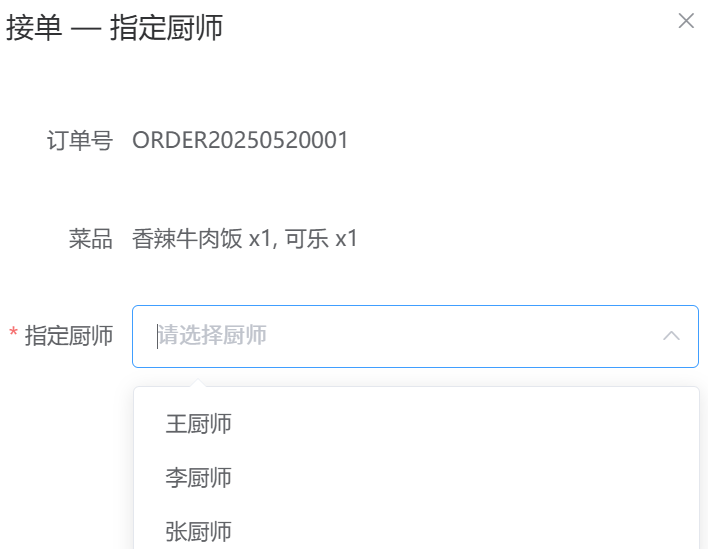 接单 — 指定厨师
订单号 ORDER20250520001
菜品 香辣牛肉饭 x1, 可乐 x1
* 指定厨师 请选择厨师
王厨师
李厨师
张厨师